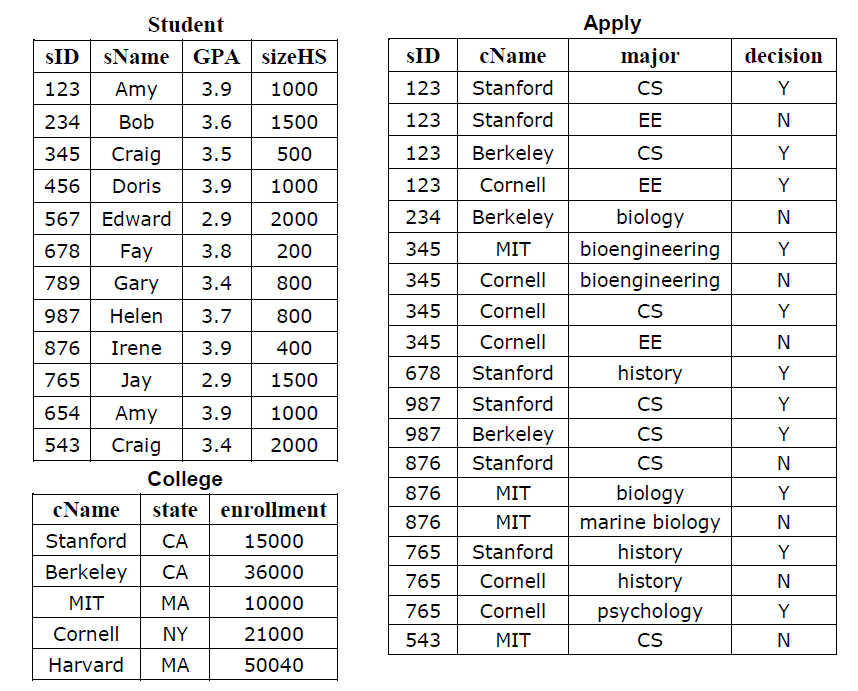 Student
sID sName GPA sizeHS
123 Amy 3.9 1000
234 Bob 3.6 1500
345 Craig 3.5 500
456 Doris 3.9 1000
567 Edward 2.9 2000
678 Fay 3.8 200
789 Gary 3.4 800
987 Helen 3.7 800
876 Irene 3.9 400
765 Jay 2.9 1500
654 Amy 3.9 1000
543 Craig 3.4 2000
College
cName state enrollment
Stanford CA 15000
Berkeley CA 36000
MIT MA 10000
Cornell NY 21000
Harvard MA 50040
Apply
sID cName major decision
123 Stanford CS Y
123 Stanford EE N
123 Berkeley CS Y
123 Cornell EE Y
234 Berkeley biology N
345 MIT bioengineering Y
345 Cornell bioengineering N
345 Cornell CS Y
345 Cornell EE N
678 Stanford history Y
987 Stanford CS Y
987 Berkeley CS Y
876 Stanford CS N
876 MIT biology Y
876 MIT marine biology N
765 Stanford history Y
765 Cornell history N
765 Cornell psychology Y
543 MIT CS N